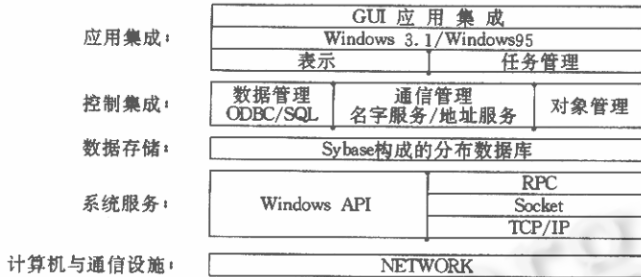 GUI 应 用 集 成
应用集成: Windows 3.1/Windows95
表示 任务管理
数据管理 通信管理
控制集成: 对象管理
ODBC/SQL 名字服务/地址服务
数据存储: Sybase构成的分布数据库
RPC
系统服务: Windows API Socket
TCP/IP
计算机与通信设施: NETWORK